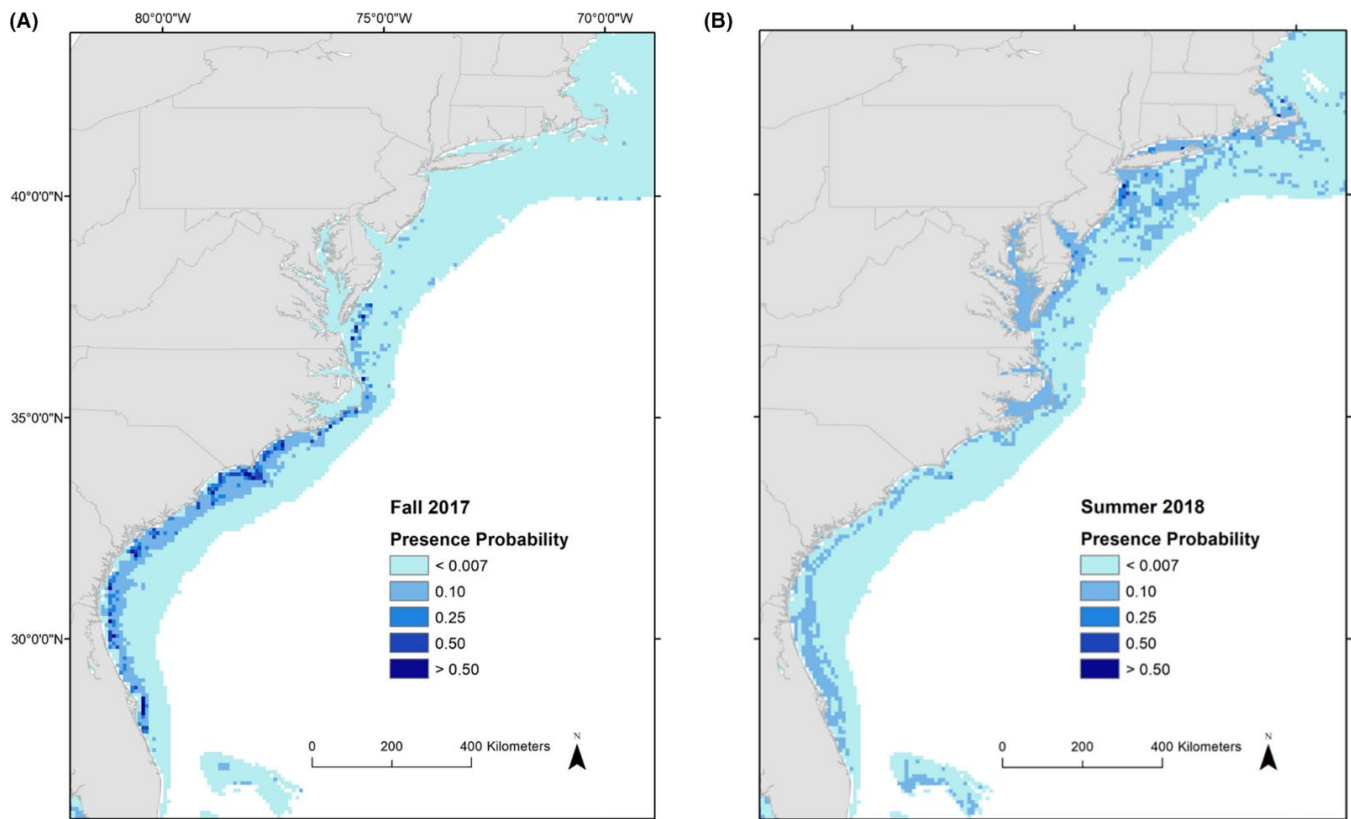 (A)
80°0'0"W 75°0'0"W 70°0'0"W
40°0'0"N
35°0'0"N
30°0'0"N
Fall 2017
Presence Probability
< 0.007
0.10
0.25
0.50
> 0.50
0 200 400 Kilometers
N
(B)
Summer 2018
Presence Probability
< 0.007
0.10
0.25
0.50
> 0.50
0 200 400 Kilometers
N